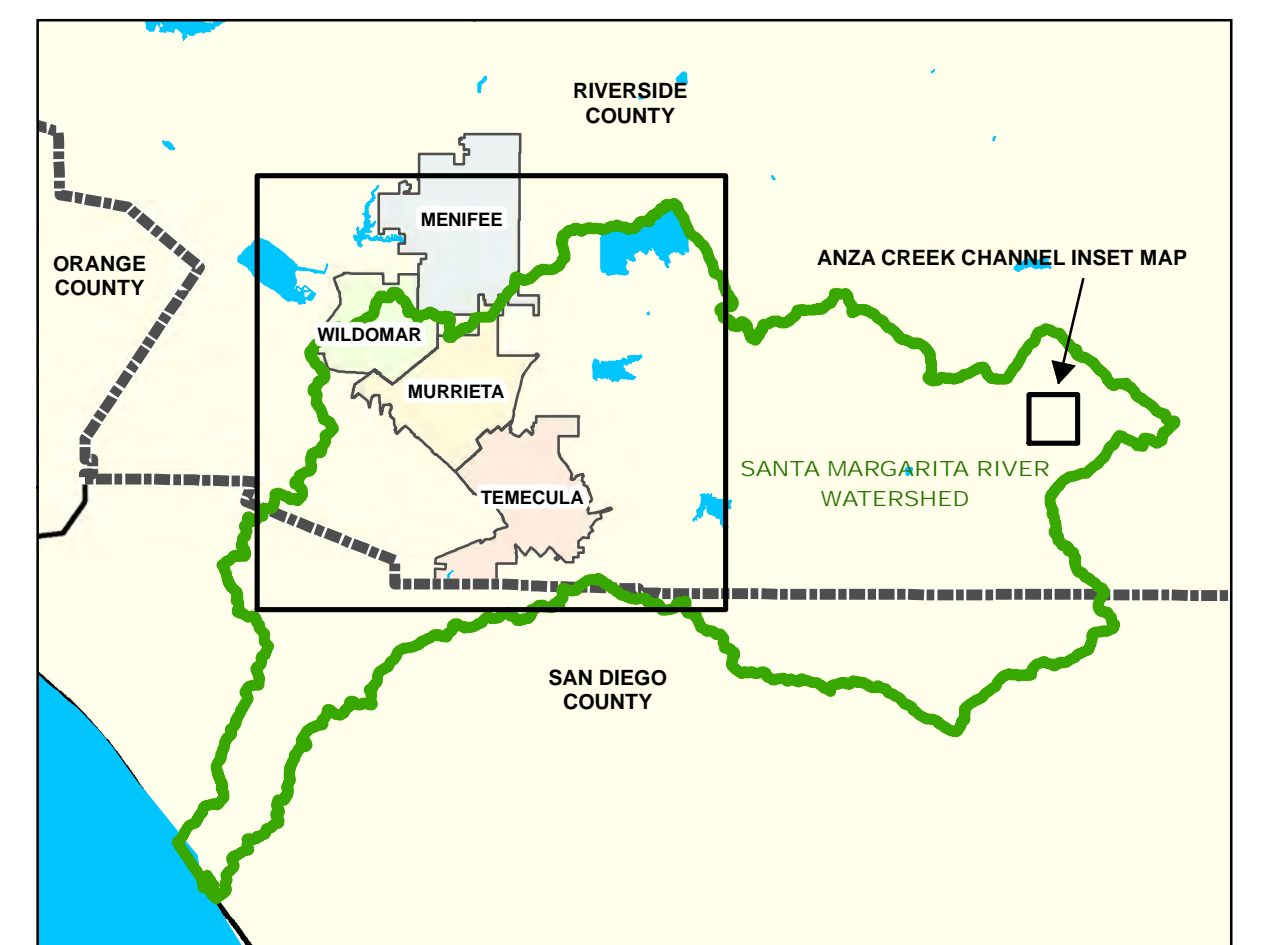 RIVERSIDE
COUNTY
MENIFEE
ORANGE
COUNTY
ANZA CREEK CHANNEL INSET MAP
WILDOMAR
MURRIETA
SANTA MARGARITA RIVER
WATERSHED
TEMECULA
SAN DIEGO
COUNTY